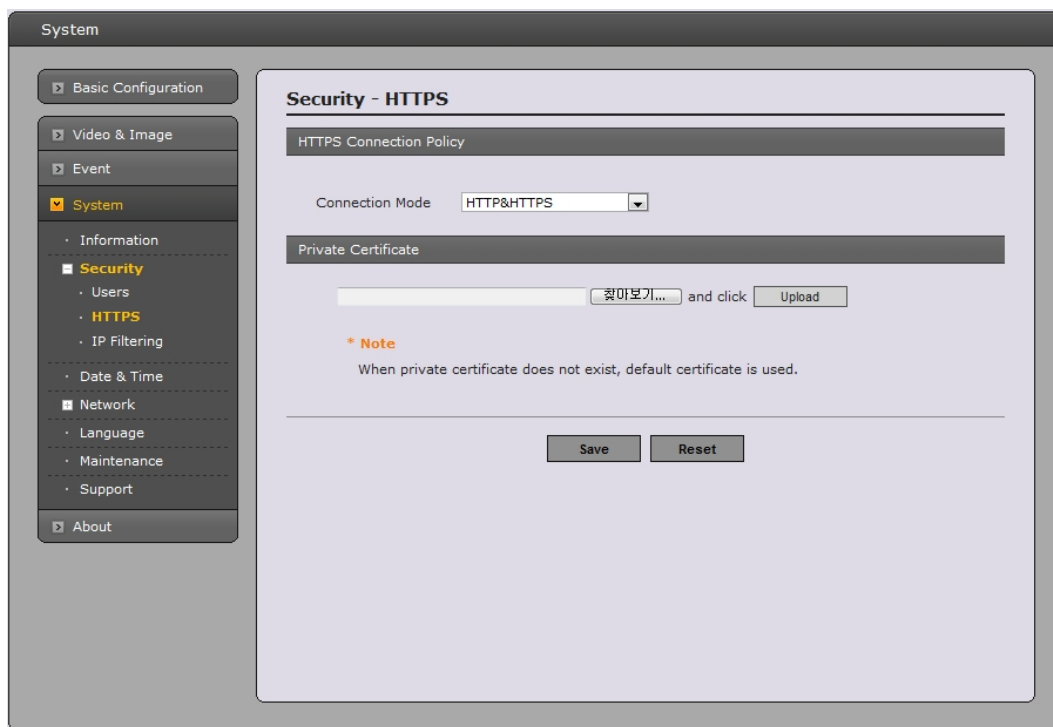 System
Basic Configuration
Video & Image
Event
System
· Information
Security
· Users
· HTTPS
· IP Filtering
· Date & Time
Network
· Language
· Maintenance
· Support
About
Security - HTTPS
HTTPS Connection Policy
Connection Mode HTTP&HTTPS
Private Certificate
찾아보기... and click Upload
* Note
When private certificate does not exist, default certificate is used.
Save Reset